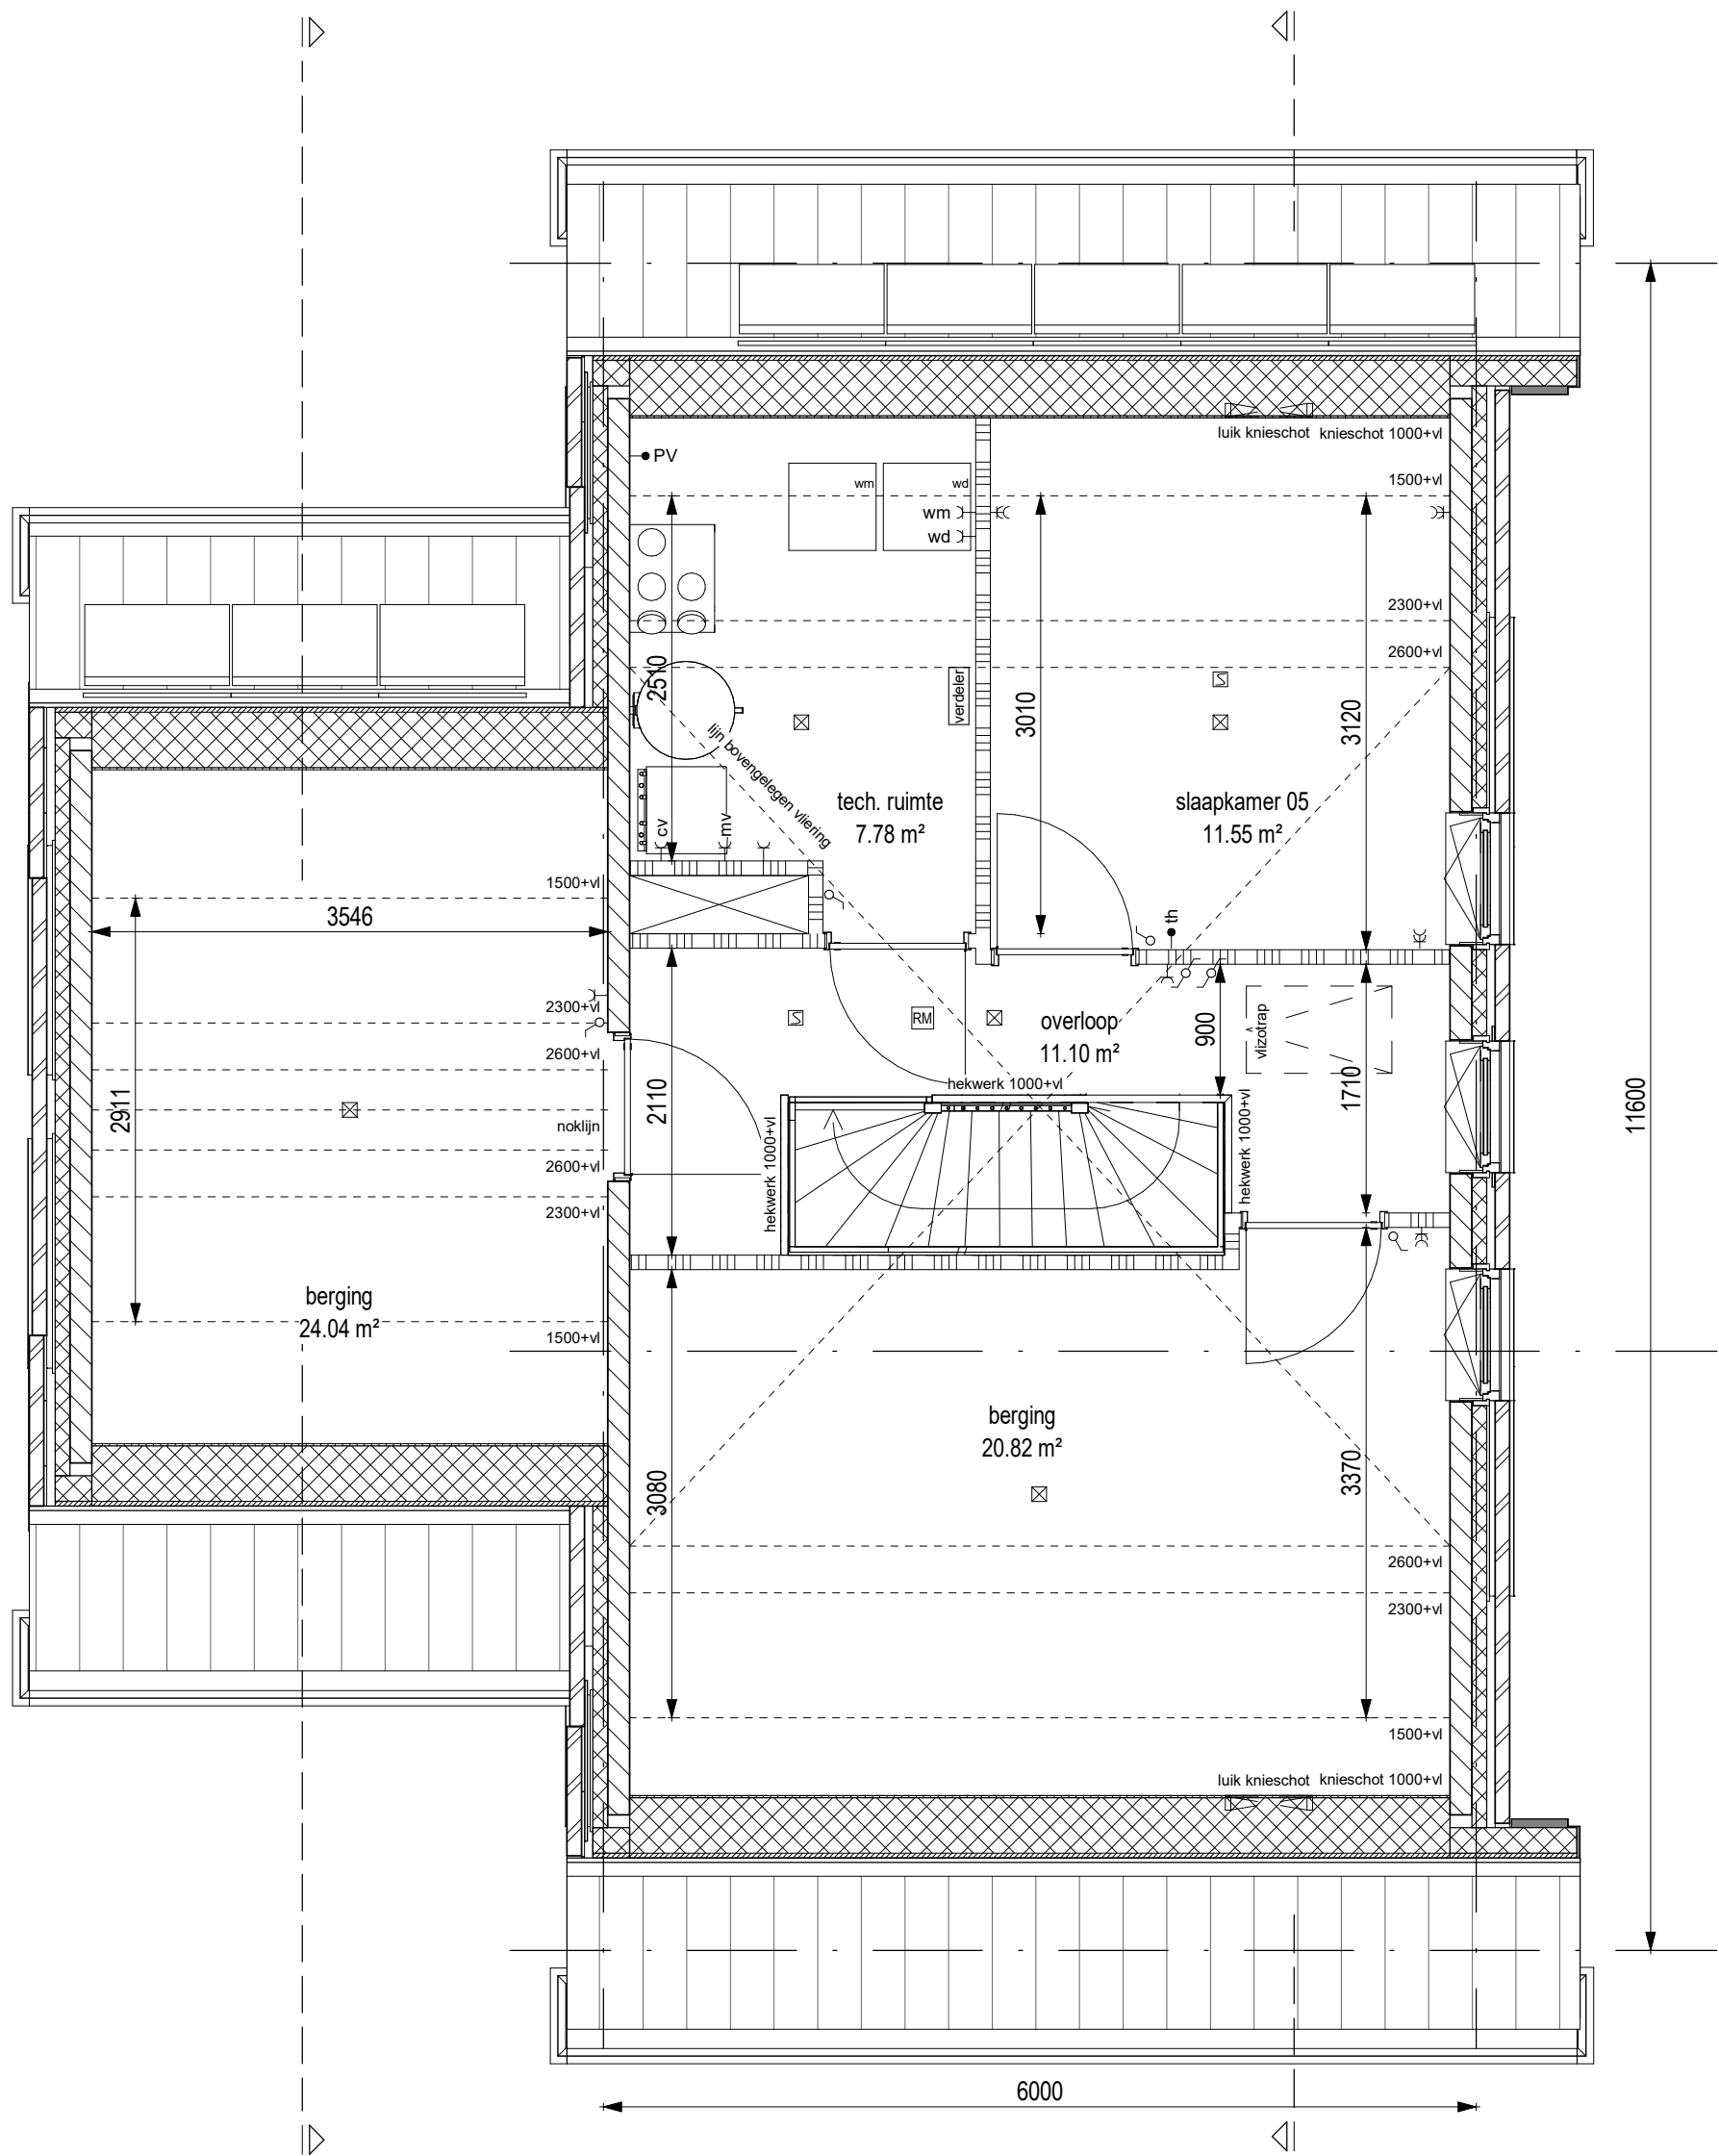 luik knieschot knieschot 1000+vl
PV
1500+vl
wm
wd
wm
wd
2300+vl
2600+vl
2510
verdeler
3010
3120
lijn bovengelegen vliering
tech. ruimte
7.78 m²
slaapkamer 05
11.55 m²
cv
mv
1500+vl
3546
th
2300+vl
RM
overloop
11.10 m²
900
vlizotrap
2600+vl
hekwerk 1000+vl
2911
2110
1710
11600
noklijn
hekwerk 1000+vl
hekwerk 1000+vl
2600+vl
2300+vl
berging
24.04 m²
1500+vl
berging
20.82 m²
3080
3370
2600+vl
2300+vl
1500+vl
luik knieschot knieschot 1000+vl
6000